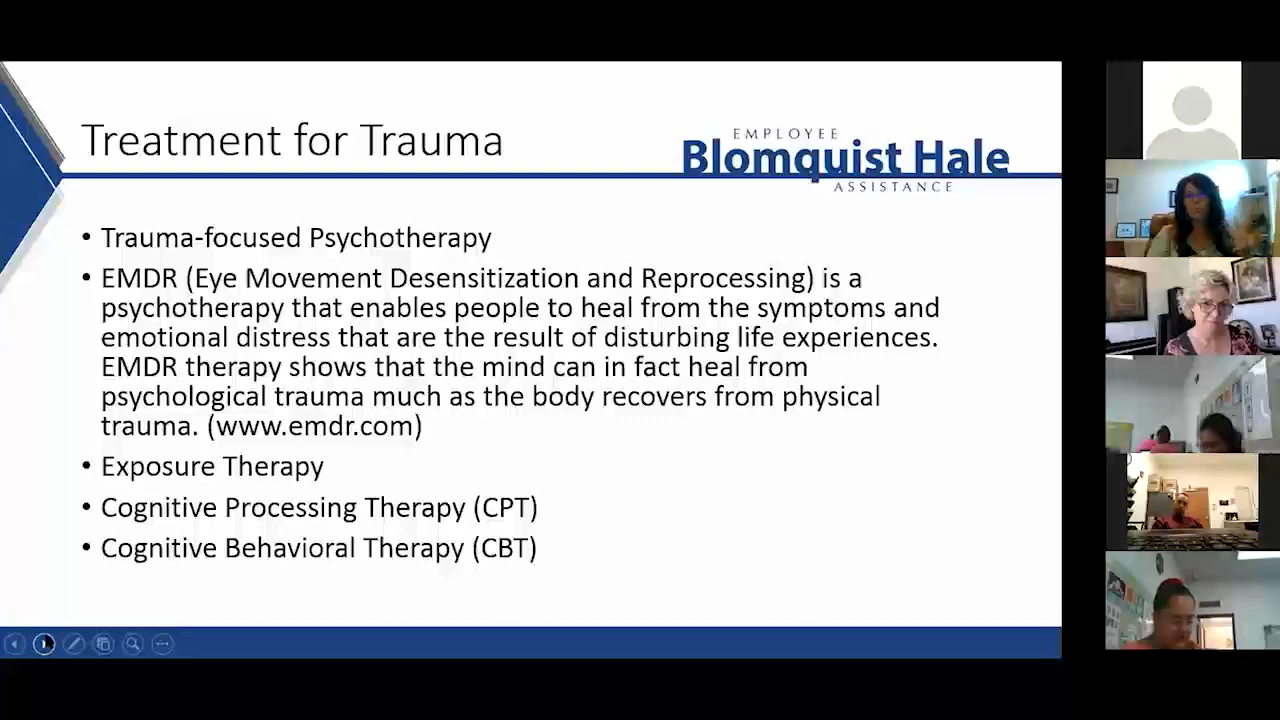 Treatment for Trauma
EMPLOYEE
Blomquist Hale
ASSISTANCE
• Trauma-focused Psychotherapy
• EMDR (Eye Movement Desensitization and Reprocessing) is a
psychotherapy that enables people to heal from the symptoms and
emotional distress that are the result of disturbing life experiences.
EMDR therapy shows that the mind can in fact heal from
psychological trauma much as the body recovers from physical
trauma. (www.emdr.com)
• Exposure Therapy
• Cognitive Processing Therapy (CPT)
• Cognitive Behavioral Therapy (CBT)